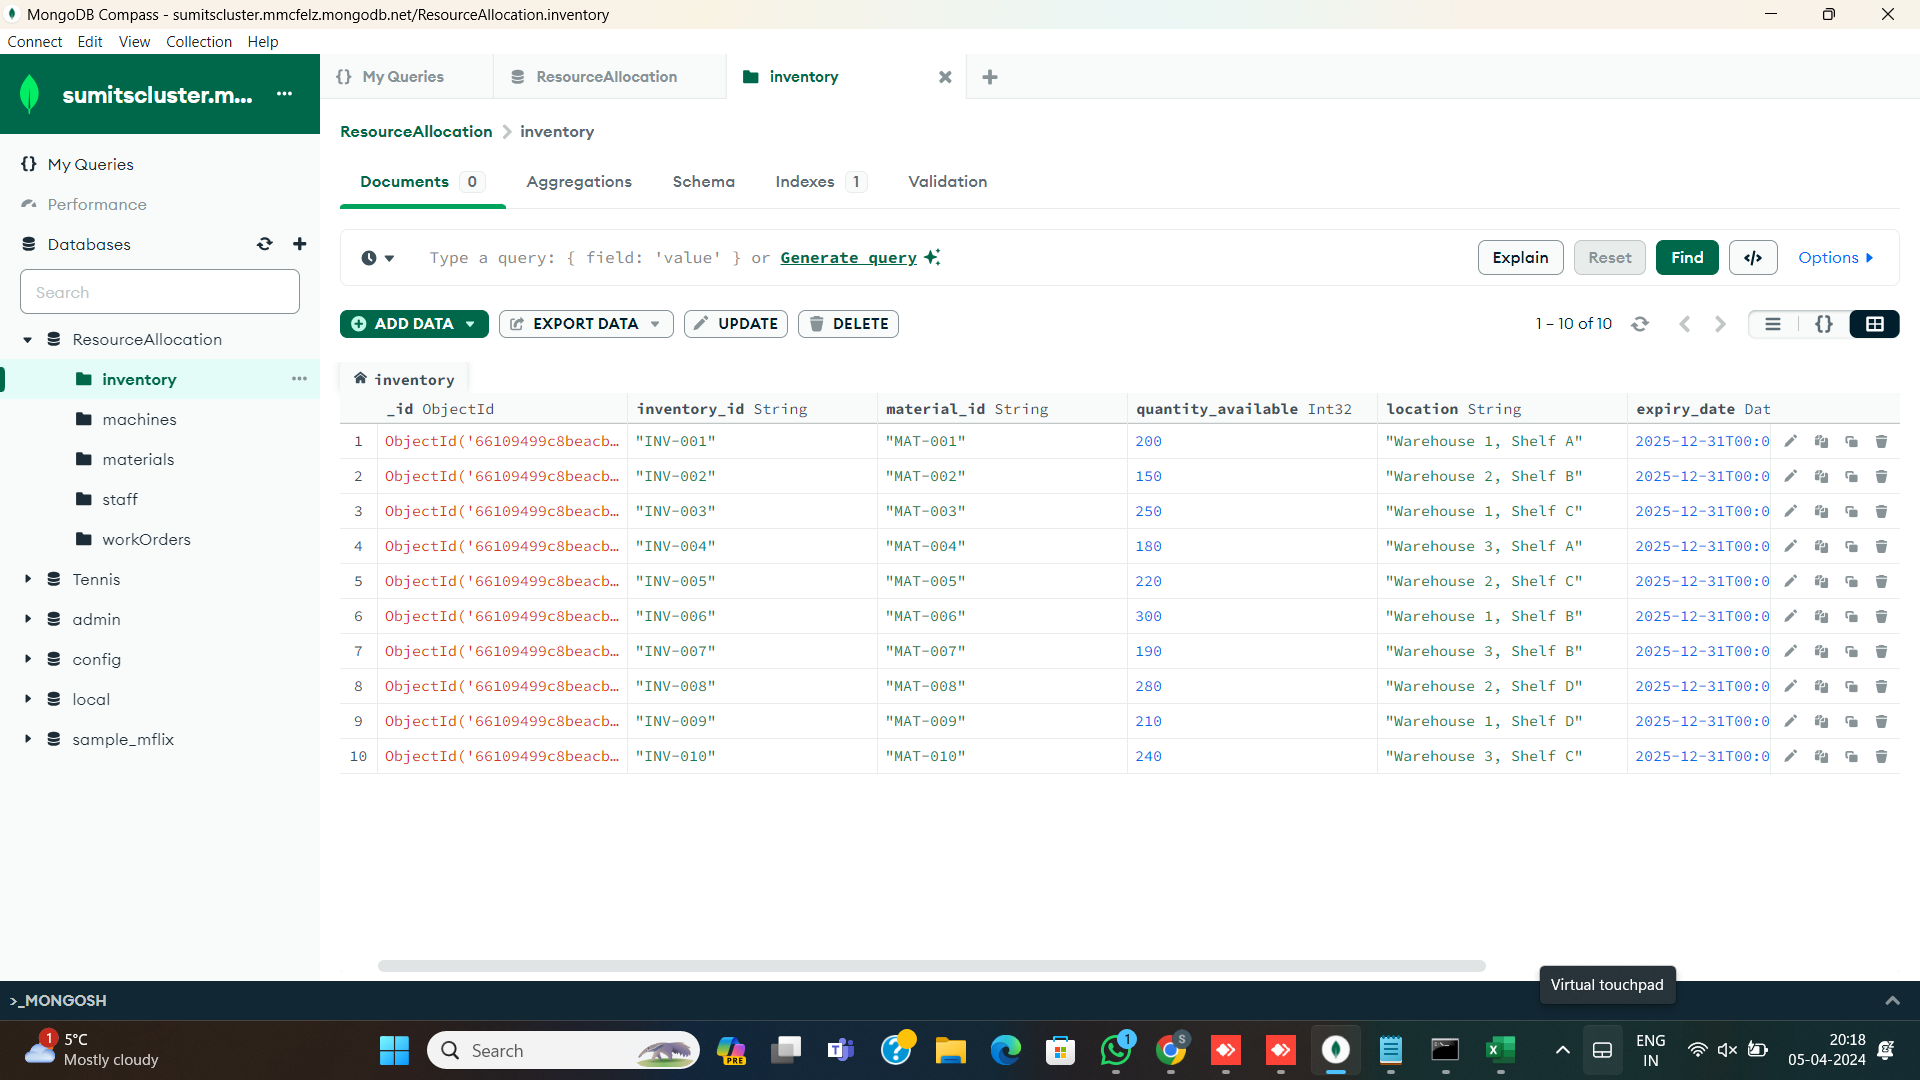 MongoDB Compass - sumitscluster.mmcfelz.mongodb.net/ResourceAllocation.inventory
Connect Edit View Collection Help
sumitscluster.m... ...
My Queries
Performance
Databases
Search
ResourceAllocation
inventory
machines
materials
staff
workOrders
Tennis
admin
config
local
sample_mflix
{} My Queries
ResourceAllocation
inventory
ResourceAllocation > inventory
Documents 0 Aggregations Schema Indexes 1 Validation
Type a query: { field: 'value' } or Generate query
Explain Reset Find </> Options
ADD DATA EXPORT DATA UPDATE DELETE
1 – 10 of 10
{}
inventory
_id ObjectId inventory_id String material_id String quantity_available Int32 location String expiry_date Dat
1 ObjectId('66109499c8beacb… "INV-001" "MAT-001" 200 "Warehouse 1, Shelf A" 2025-12-31T00:0
2 ObjectId('66109499c8beacb… "INV-002" "MAT-002" 150 "Warehouse 2, Shelf B" 2025-12-31T00:0
3 ObjectId('66109499c8beacb… "INV-003" "MAT-003" 250 "Warehouse 1, Shelf C" 2025-12-31T00:0
4 ObjectId('66109499c8beacb… "INV-004" "MAT-004" 180 "Warehouse 3, Shelf A" 2025-12-31T00:0
5 ObjectId('66109499c8beacb… "INV-005" "MAT-005" 220 "Warehouse 2, Shelf C" 2025-12-31T00:0
6 ObjectId('66109499c8beacb… "INV-006" "MAT-006" 300 "Warehouse 1, Shelf B" 2025-12-31T00:0
7 ObjectId('66109499c8beacb… "INV-007" "MAT-007" 190 "Warehouse 3, Shelf B" 2025-12-31T00:0
8 ObjectId('66109499c8beacb… "INV-008" "MAT-008" 280 "Warehouse 2, Shelf D" 2025-12-31T00:0
9 ObjectId('66109499c8beacb… "INV-009" "MAT-009" 210 "Warehouse 1, Shelf D" 2025-12-31T00:0
10 ObjectId('66109499c8beacb… "INV-010" "MAT-010" 240 "Warehouse 3, Shelf C" 2025-12-31T00:0
Virtual touchpad
>_MONGOSH
1 5°C
Mostly cloudy
Search
PRE
1
S
ENG
IN
20:18
05-04-2024